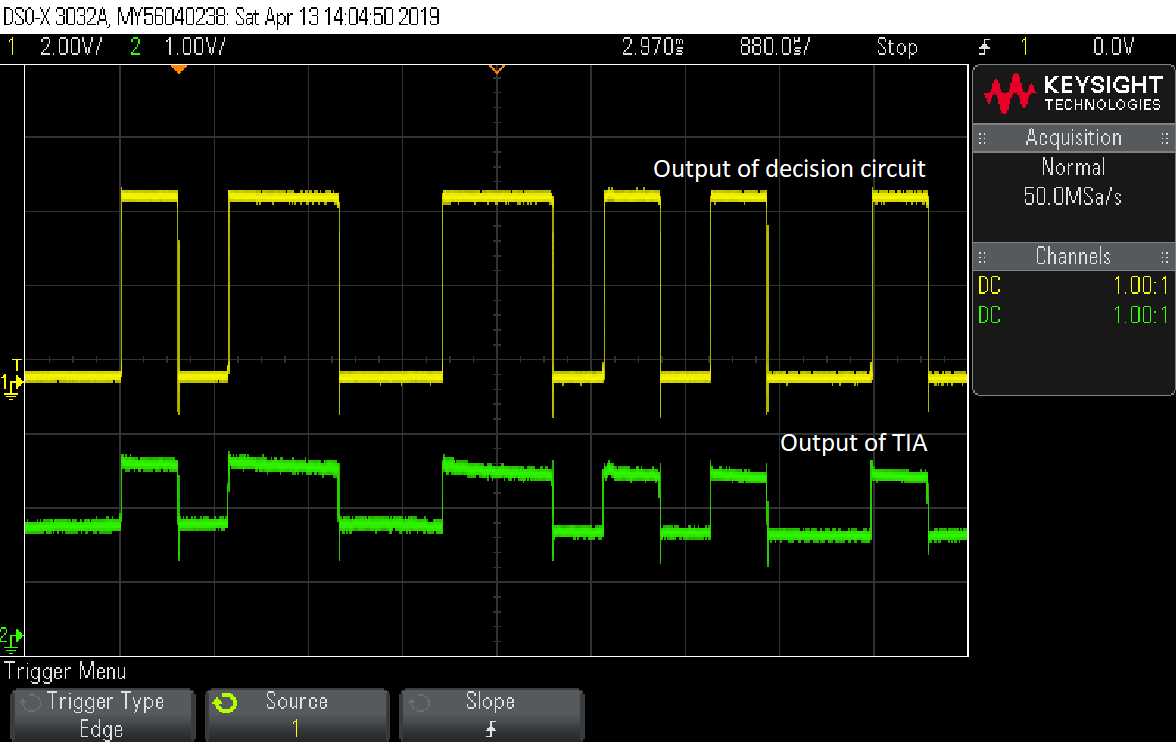 DSO-X 3032A, MY56040238: Sat Apr 13 14:04:50 2019
1 2.00V/ 2 1.00V/ 2.970ms 880.0us/ Stop 1 0.0V
KEYSIGHT
TECHNOLOGIES
Acquisition
Normal
50.0MSa/s
Channels
DC 1.00:1
DC 1.00:1
Output of decision circuit
T
1
Output of TIA
2
Trigger Menu
Trigger Type
Edge
Source
1
Slope